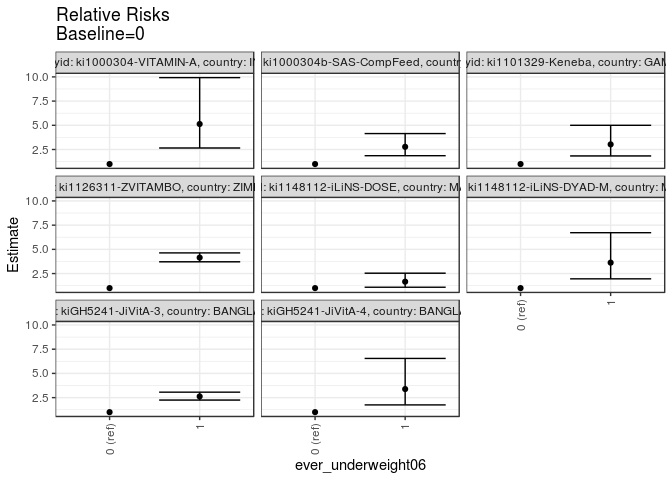 Relative Risks
Baseline=0
yid: ki1000304-VITAMIN-A, country: I
ki1000304b-SAS-CompFeed, country
yid: ki1101329-Keneba, country: GAM
10.0
7.5
5.0
2.5
: ki1126311-ZVITAMBO, country: ZIM
: ki1148112-iLiNS-DOSE, country: MA
ki1148112-iLiNS-DYAD-M, country: M
10.0
7.5
5.0
2.5
: kiGH5241-JiVitA-3, country: BANGLA
: kiGH5241-JiVitA-4, country: BANGLA
10.0
7.5
5.0
2.5
0 (ref)
1
0 (ref)
1
0 (ref)
1
Estimate
ever_underweight06